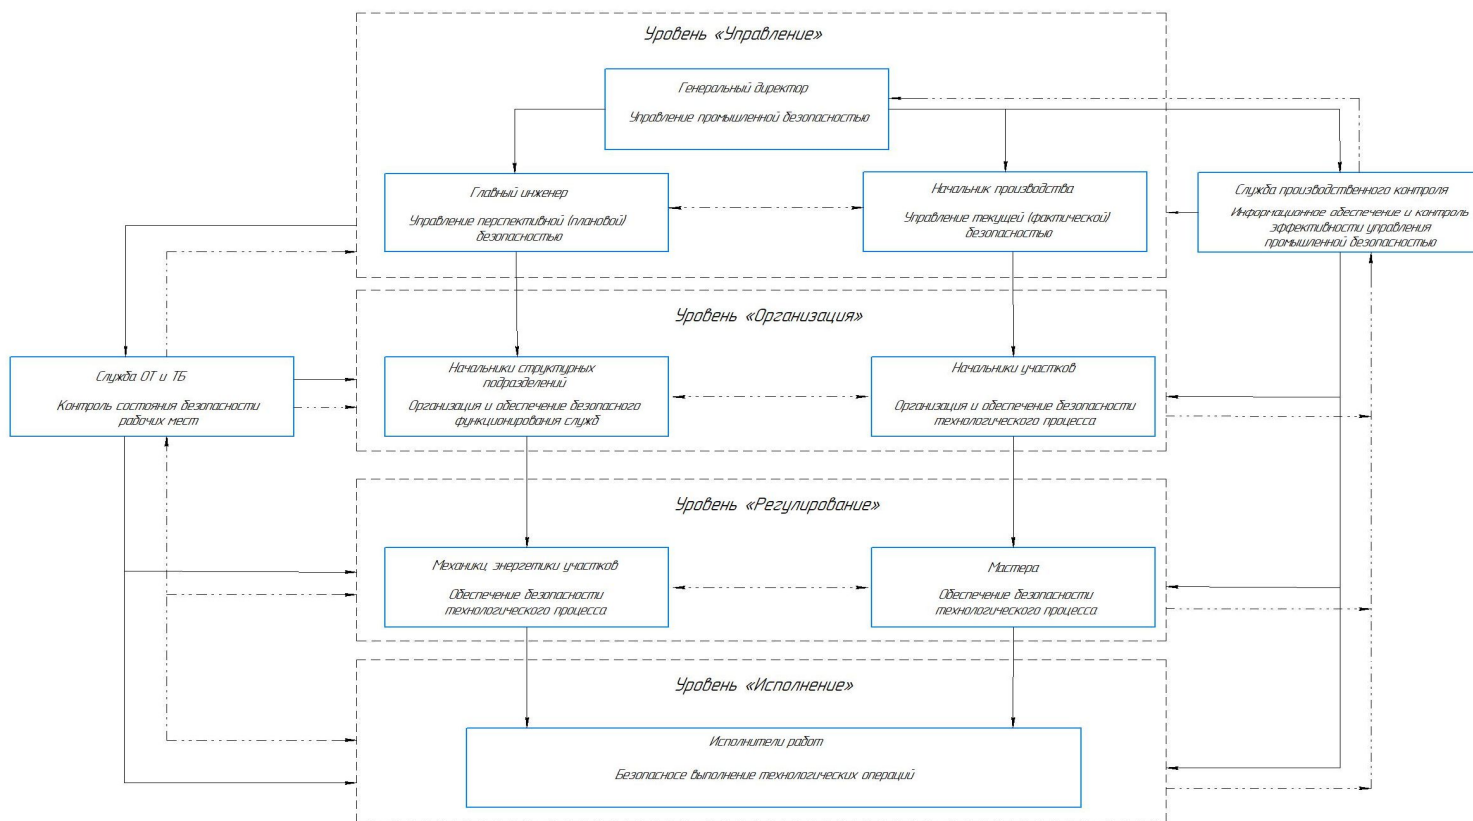 Уровень «Управление»
Генеральный директор
Управление промышленной безопасностью
Главный инженер
Управление перспективной (плановой)
безопасностью
Начальник производства
Управление текущей (фактической)
безопасностью
Служба производственного контроля
Информационное обеспечение и контроль
эффективности управления
промышленной безопасностью
Уровень «Организация»
Служба ОТ и ТБ
Контроль состояния безопасности
рабочих мест
Начальники структурных
подразделений
Организация и обеспечение безопасного
функционирования служб
Начальники участков
Организация и обеспечение безопасности
технологического процесса
Уровень «Регулирование»
Механики, энергетики участков
Обеспечение безопасности
технологического процесса
Мастера
Обеспечение безопасности
технологического процесса
Уровень «Исполнение»
Исполнители работ
Безопасносе выполнение технологических операций